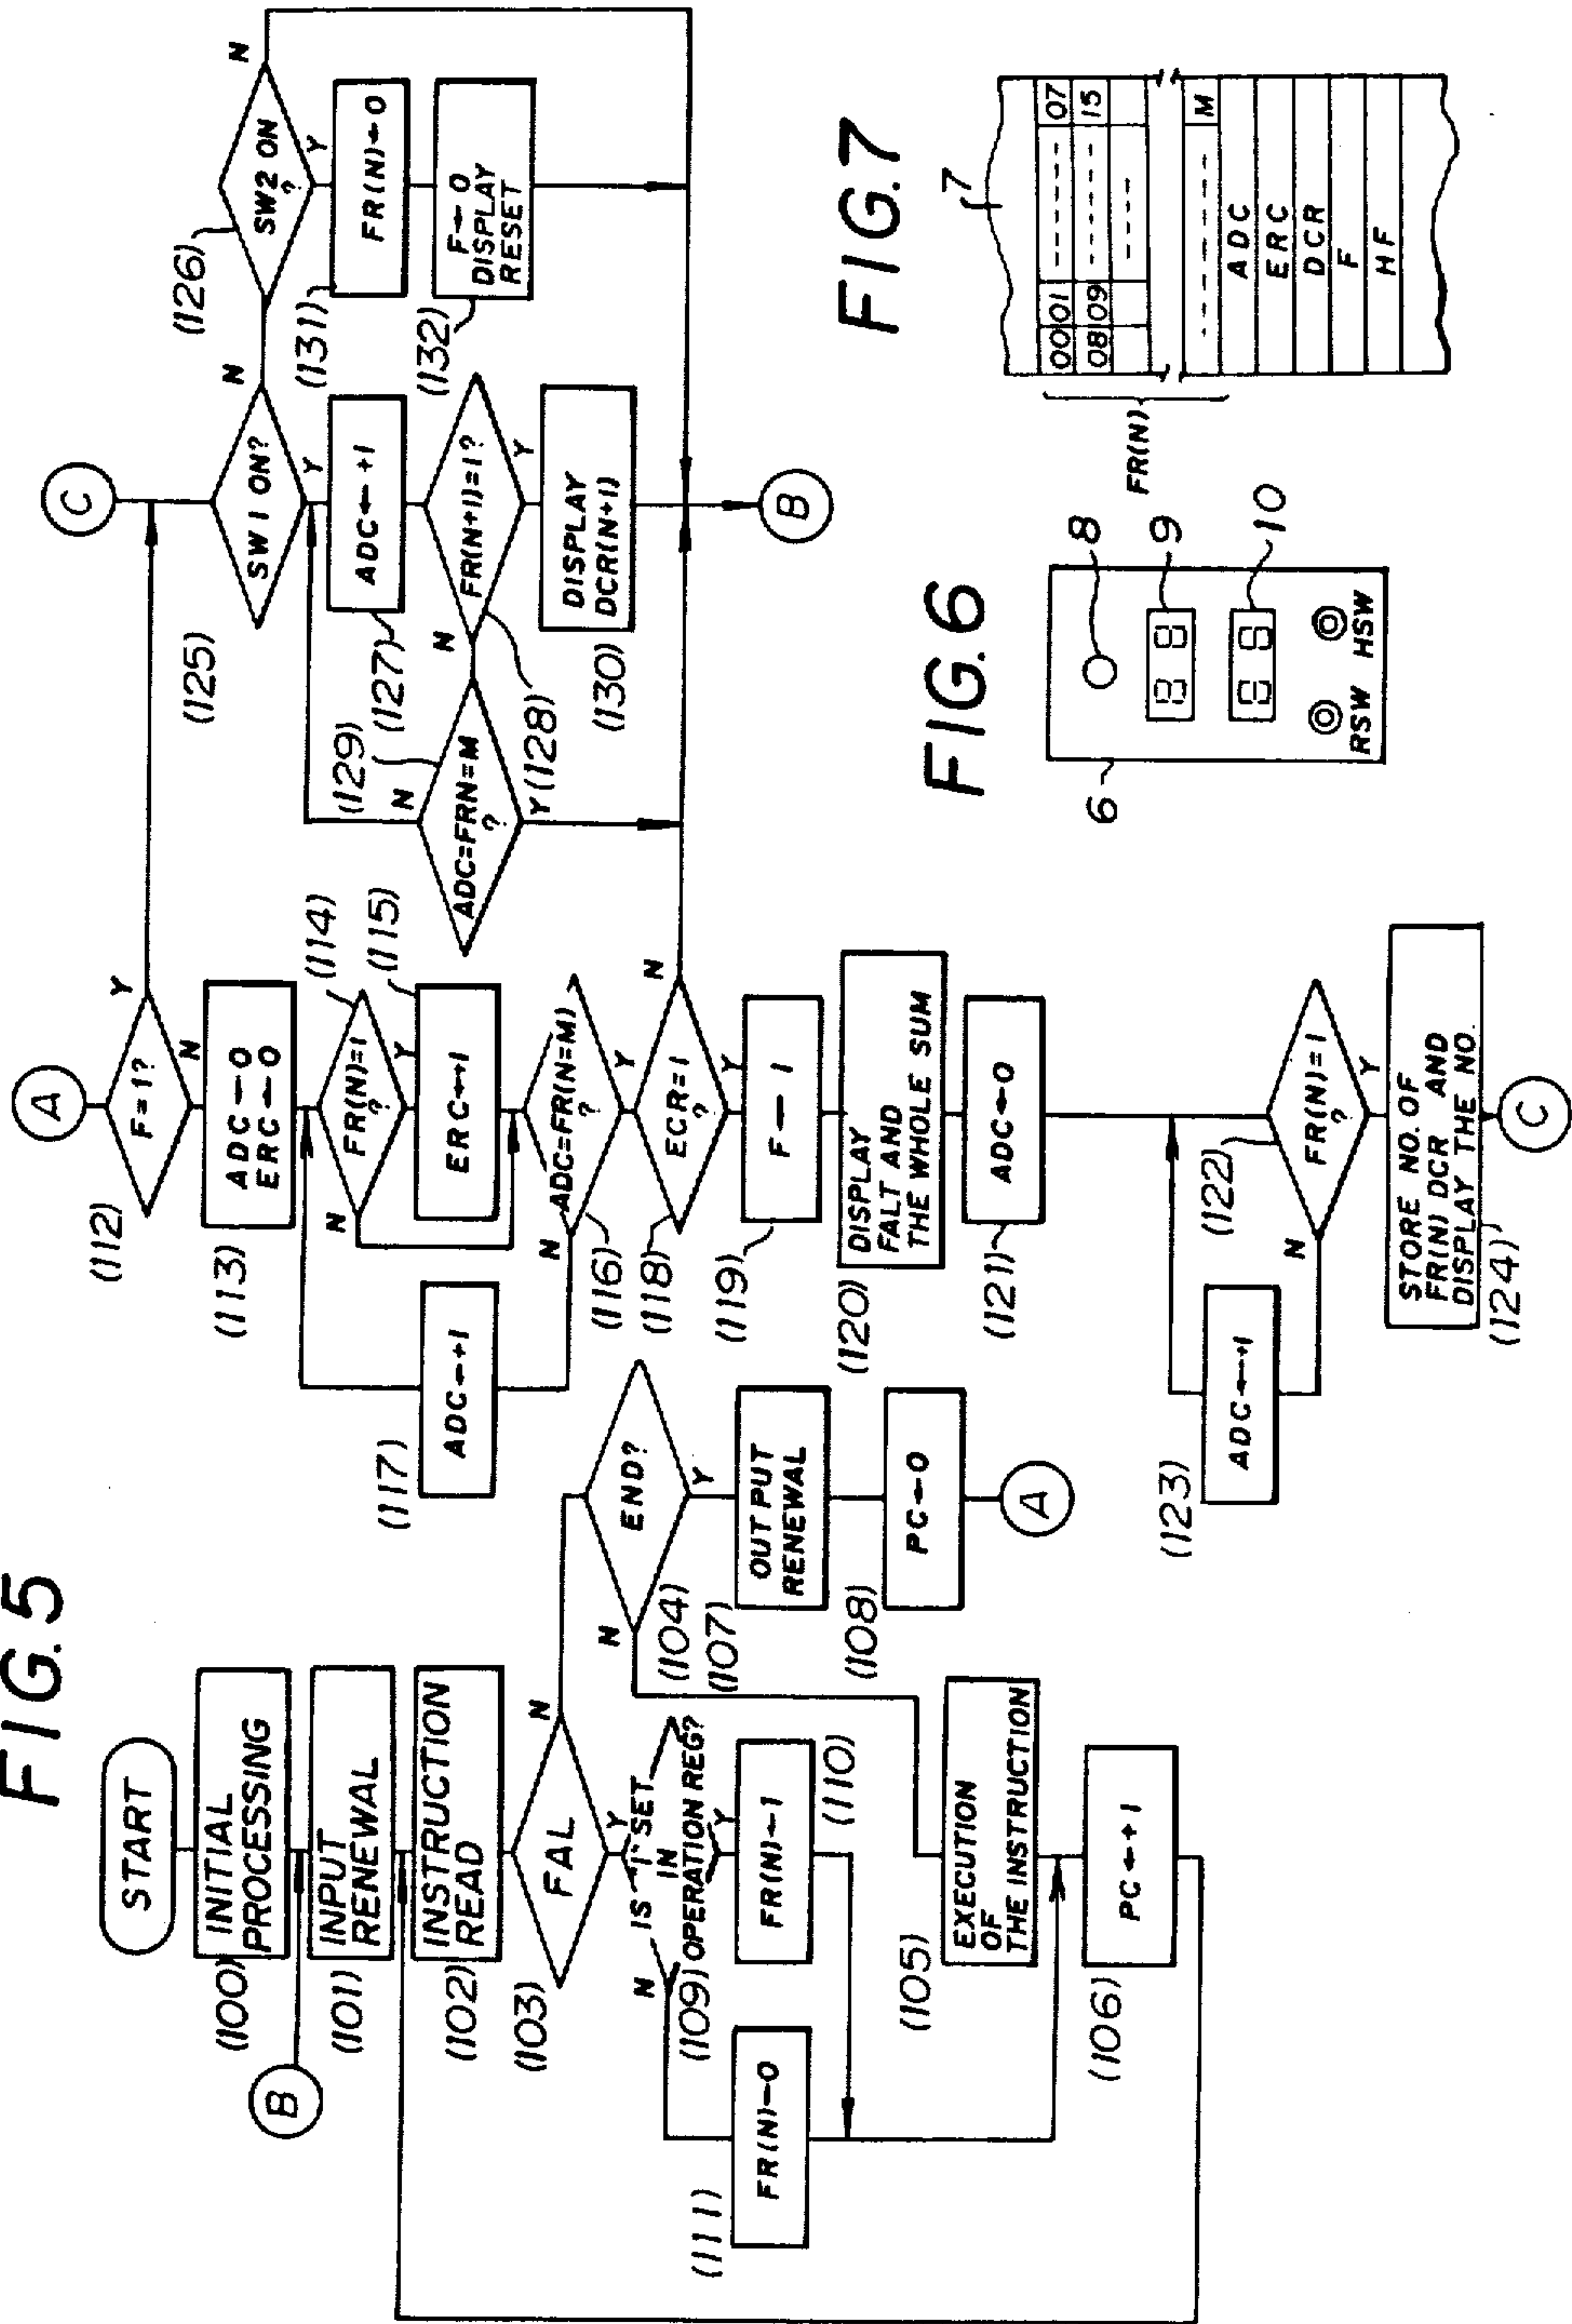 FIG.5
START
(100)
INITIAL
PROCESSING
B
(101)
INPUT
RENEWAL
(102)
INSTRUCTION
READ
(103)
FAL
N
Y
(109)
IS "1" SET
IN
OPERATION REG?
N
Y
FR(N)←1
(110)
(111)
FR(N)←0
(104)
END?
N
Y
(107)
OUTPUT
RENEWAL
(108)
PC←0
A
(105)
EXECUTION
OF
THE INSTRUCTION
(106)
PC←+1
A
(112)
F=1?
Y
N
(113)
ADC←0
ERC←0
(114)
FR(N)=1
?
N
Y
(115)
ERC←1
(116)
ADC=FR(N=M)
?
N
Y
(117)
ADC←+1
(118)
ECR=1
?
N
Y
(119)
F←1
(120)
DISPLAY
FALT AND
THE WHOLE SUM
(121)
ADC←0
(122)
FR(N)=1
?
N
Y
(123)
ADC←+1
(124)
STORE NO. OF
FR(N) DCR AND
DISPLAY THE NO.
C
C
(125)
SW1 ON?
N
Y
(126)
SW2 ON
?
N
Y
(127)
ADC←+1
(128)
FR(N+1)=1?
N
Y
(129)
ADC=FRN=M
?
N
Y
(130)
DISPLAY
DCR(N+1)
(131)
FR(N)←0
(132)
F←0
DISPLAY
RESET
B
FIG.6
6
8
9
8 8
10
8 8
RSW HSW
FIG.7
7
FR(N)
00 01 ----- 07
08 09 ----- 15
----
------- M
ADC
ERC
DCR
F
HF